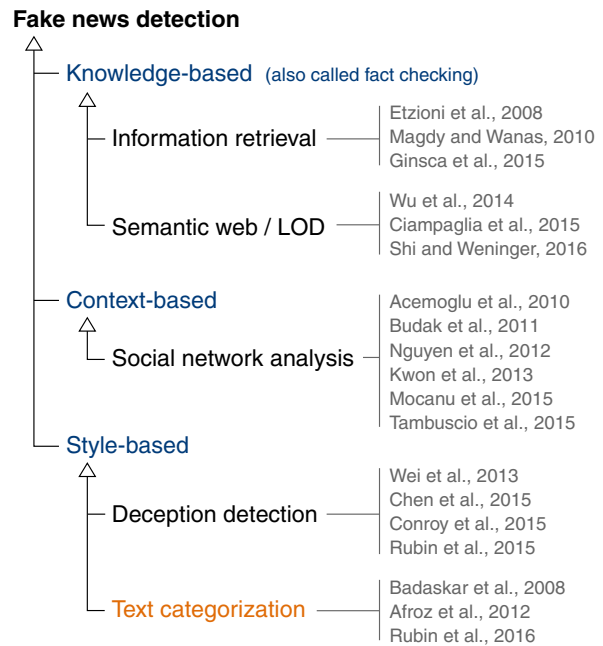 Fake news detection
Knowledge-based (also called fact checking)
Information retrieval
Etzioni et al., 2008
Magdy and Wanas, 2010
Ginsca et al., 2015
Semantic web / LOD
Wu et al., 2014
Ciampaglia et al., 2015
Shi and Weninger, 2016
Context-based
Social network analysis
Acemoglu et al., 2010
Budak et al., 2011
Nguyen et al., 2012
Kwon et al., 2013
Mocanu et al., 2015
Tambuscio et al., 2015
Style-based
Deception detection
Wei et al., 2013
Chen et al., 2015
Conroy et al., 2015
Rubin et al., 2015
Text categorization
Badaskar et al., 2008
Afroz et al., 2012
Rubin et al., 2016